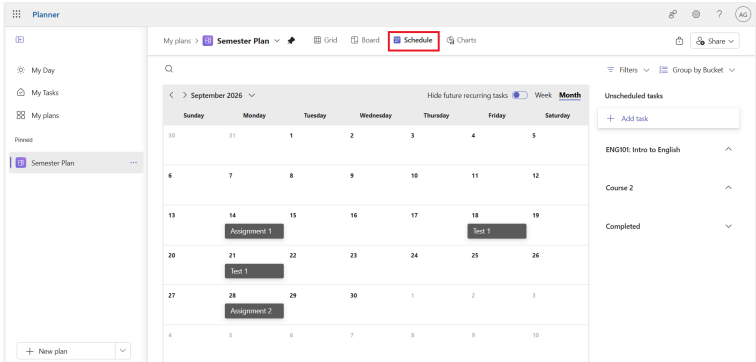 Planner
AG
My plans > Semester Plan
Grid
Board
Schedule
Charts
Share
My Day
My Tasks
My plans
Pinned
Semester Plan
New plan
Filters
Group by Bucket
September 2026
Hide future recurring tasks
Week
Month
Sunday Monday Tuesday Wednesday Thursday Friday Saturday
30 31 1 2 3 4 5
6 7 8 9 10 11 12
13 14 15 16 17 18 19
Assignment 1 Test 1
20 21 22 23 24 25 26
Test 1
27 28 29 30 1 2 3
Assignment 2
4 5 6 7 8 9 10
Unscheduled tasks
Add task
ENG101: Intro to English
Course 2
Completed